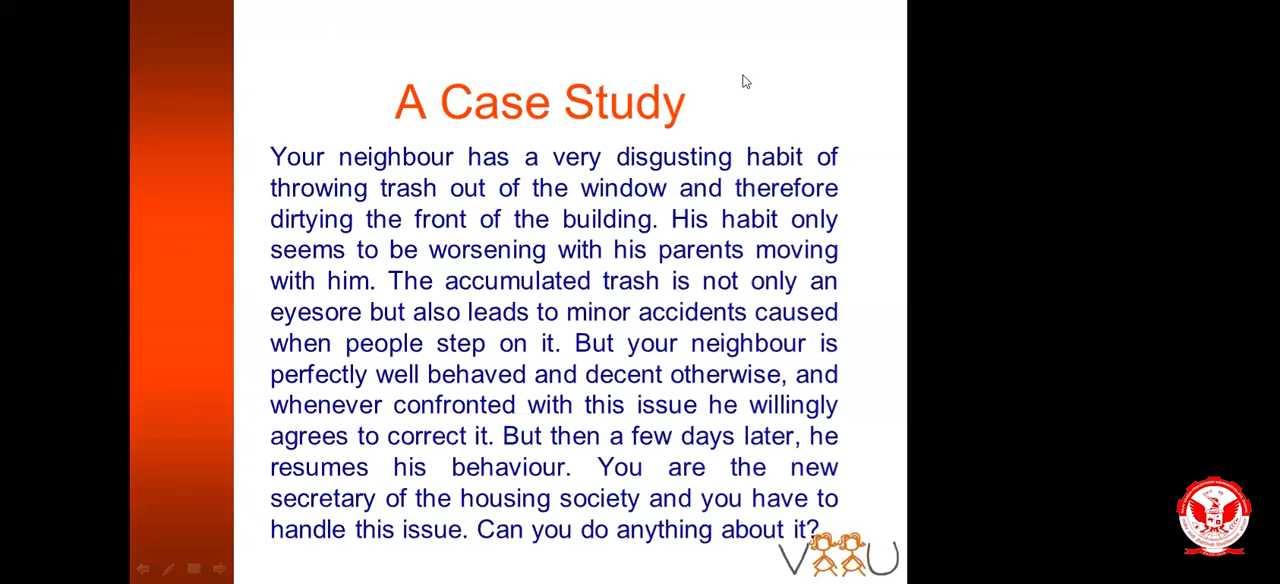 A Case Study
Your neighbour has a very disgusting habit of
throwing trash out of the window and therefore
dirtying the front of the building. His habit only
seems to be worsening with his parents moving
with him. The accumulated trash is not only an
eyesore but also leads to minor accidents caused
when people step on it. But your neighbour is
perfectly well behaved and decent otherwise, and
whenever confronted with this issue he willingly
agrees to correct it. But then a few days later, he
resumes his behaviour. You are the new
secretary of the housing society and you have to
handle this issue. Can you do anything about it?